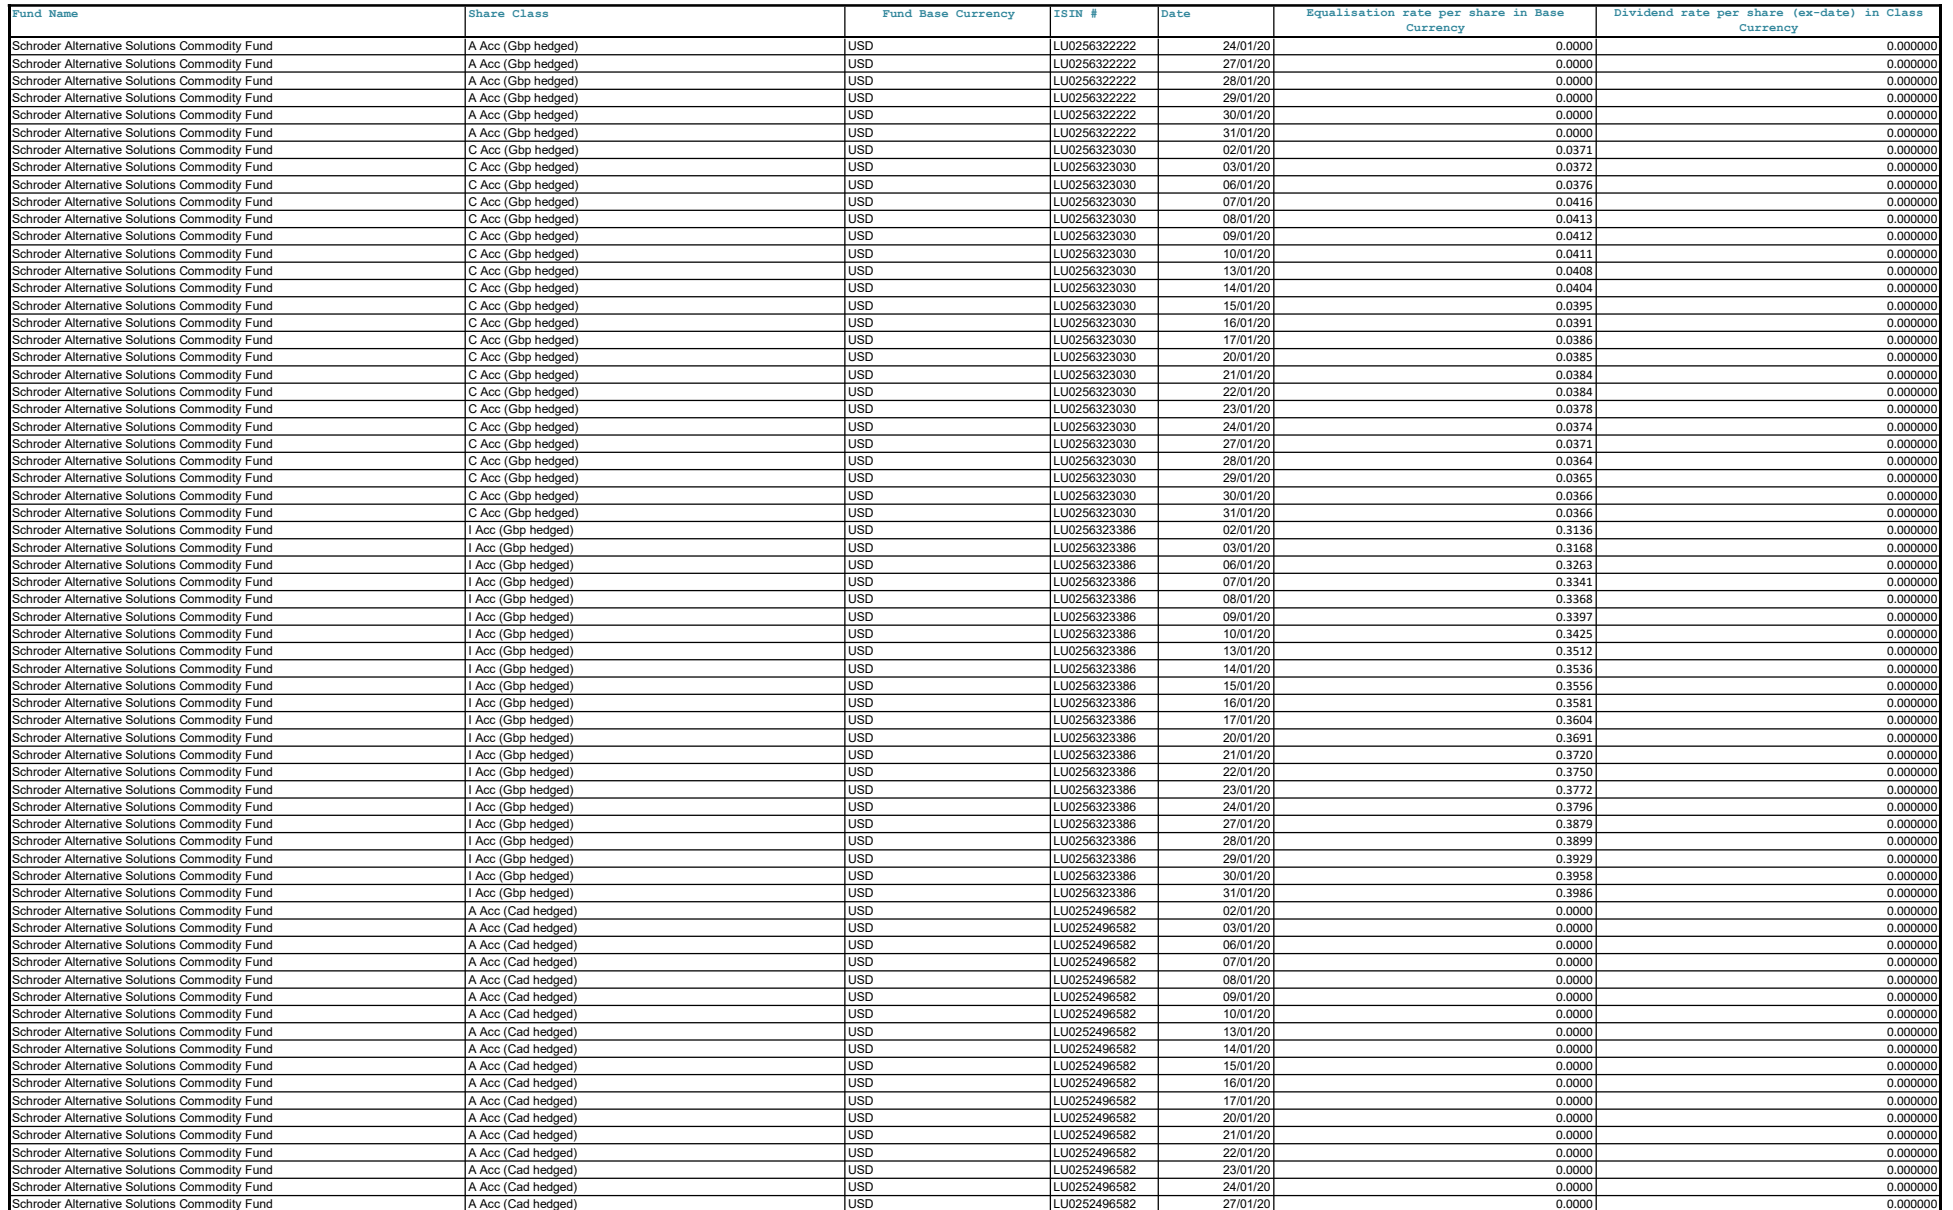 Fund Name Share Class Fund Base Currency ISIN # Date Equalisation rate per share in Base Currency Dividend rate per share (ex-date) in Class Currency
Schroder Alternative Solutions Commodity Fund A Acc (Gbp hedged) USD LU0256322222 24/01/20 0.0000 0.000000
Schroder Alternative Solutions Commodity Fund A Acc (Gbp hedged) USD LU0256322222 27/01/20 0.0000 0.000000
Schroder Alternative Solutions Commodity Fund A Acc (Gbp hedged) USD LU0256322222 28/01/20 0.0000 0.000000
Schroder Alternative Solutions Commodity Fund A Acc (Gbp hedged) USD LU0256322222 29/01/20 0.0000 0.000000
Schroder Alternative Solutions Commodity Fund A Acc (Gbp hedged) USD LU0256322222 30/01/20 0.0000 0.000000
Schroder Alternative Solutions Commodity Fund A Acc (Gbp hedged) USD LU0256322222 31/01/20 0.0000 0.000000
Schroder Alternative Solutions Commodity Fund C Acc (Gbp hedged) USD LU0256323030 02/01/20 0.0371 0.000000
Schroder Alternative Solutions Commodity Fund C Acc (Gbp hedged) USD LU0256323030 03/01/20 0.0372 0.000000
Schroder Alternative Solutions Commodity Fund C Acc (Gbp hedged) USD LU0256323030 06/01/20 0.0376 0.000000
Schroder Alternative Solutions Commodity Fund C Acc (Gbp hedged) USD LU0256323030 07/01/20 0.0416 0.000000
Schroder Alternative Solutions Commodity Fund C Acc (Gbp hedged) USD LU0256323030 08/01/20 0.0413 0.000000
Schroder Alternative Solutions Commodity Fund C Acc (Gbp hedged) USD LU0256323030 09/01/20 0.0412 0.000000
Schroder Alternative Solutions Commodity Fund C Acc (Gbp hedged) USD LU0256323030 10/01/20 0.0411 0.000000
Schroder Alternative Solutions Commodity Fund C Acc (Gbp hedged) USD LU0256323030 13/01/20 0.0408 0.000000
Schroder Alternative Solutions Commodity Fund C Acc (Gbp hedged) USD LU0256323030 14/01/20 0.0404 0.000000
Schroder Alternative Solutions Commodity Fund C Acc (Gbp hedged) USD LU0256323030 15/01/20 0.0395 0.000000
Schroder Alternative Solutions Commodity Fund C Acc (Gbp hedged) USD LU0256323030 16/01/20 0.0391 0.000000
Schroder Alternative Solutions Commodity Fund C Acc (Gbp hedged) USD LU0256323030 17/01/20 0.0386 0.000000
Schroder Alternative Solutions Commodity Fund C Acc (Gbp hedged) USD LU0256323030 20/01/20 0.0385 0.000000
Schroder Alternative Solutions Commodity Fund C Acc (Gbp hedged) USD LU0256323030 21/01/20 0.0384 0.000000
Schroder Alternative Solutions Commodity Fund C Acc (Gbp hedged) USD LU0256323030 22/01/20 0.0384 0.000000
Schroder Alternative Solutions Commodity Fund C Acc (Gbp hedged) USD LU0256323030 23/01/20 0.0378 0.000000
Schroder Alternative Solutions Commodity Fund C Acc (Gbp hedged) USD LU0256323030 24/01/20 0.0374 0.000000
Schroder Alternative Solutions Commodity Fund C Acc (Gbp hedged) USD LU0256323030 27/01/20 0.0371 0.000000
Schroder Alternative Solutions Commodity Fund C Acc (Gbp hedged) USD LU0256323030 28/01/20 0.0364 0.000000
Schroder Alternative Solutions Commodity Fund C Acc (Gbp hedged) USD LU0256323030 29/01/20 0.0365 0.000000
Schroder Alternative Solutions Commodity Fund C Acc (Gbp hedged) USD LU0256323030 30/01/20 0.0366 0.000000
Schroder Alternative Solutions Commodity Fund C Acc (Gbp hedged) USD LU0256323030 31/01/20 0.0366 0.000000
Schroder Alternative Solutions Commodity Fund I Acc (Gbp hedged) USD LU0256323386 02/01/20 0.3136 0.000000
Schroder Alternative Solutions Commodity Fund I Acc (Gbp hedged) USD LU0256323386 03/01/20 0.3168 0.000000
Schroder Alternative Solutions Commodity Fund I Acc (Gbp hedged) USD LU0256323386 06/01/20 0.3263 0.000000
Schroder Alternative Solutions Commodity Fund I Acc (Gbp hedged) USD LU0256323386 07/01/20 0.3341 0.000000
Schroder Alternative Solutions Commodity Fund I Acc (Gbp hedged) USD LU0256323386 08/01/20 0.3368 0.000000
Schroder Alternative Solutions Commodity Fund I Acc (Gbp hedged) USD LU0256323386 09/01/20 0.3397 0.000000
Schroder Alternative Solutions Commodity Fund I Acc (Gbp hedged) USD LU0256323386 10/01/20 0.3425 0.000000
Schroder Alternative Solutions Commodity Fund I Acc (Gbp hedged) USD LU0256323386 13/01/20 0.3512 0.000000
Schroder Alternative Solutions Commodity Fund I Acc (Gbp hedged) USD LU0256323386 14/01/20 0.3536 0.000000
Schroder Alternative Solutions Commodity Fund I Acc (Gbp hedged) USD LU0256323386 15/01/20 0.3556 0.000000
Schroder Alternative Solutions Commodity Fund I Acc (Gbp hedged) USD LU0256323386 16/01/20 0.3581 0.000000
Schroder Alternative Solutions Commodity Fund I Acc (Gbp hedged) USD LU0256323386 17/01/20 0.3604 0.000000
Schroder Alternative Solutions Commodity Fund I Acc (Gbp hedged) USD LU0256323386 20/01/20 0.3691 0.000000
Schroder Alternative Solutions Commodity Fund I Acc (Gbp hedged) USD LU0256323386 21/01/20 0.3720 0.000000
Schroder Alternative Solutions Commodity Fund I Acc (Gbp hedged) USD LU0256323386 22/01/20 0.3750 0.000000
Schroder Alternative Solutions Commodity Fund I Acc (Gbp hedged) USD LU0256323386 23/01/20 0.3772 0.000000
Schroder Alternative Solutions Commodity Fund I Acc (Gbp hedged) USD LU0256323386 24/01/20 0.3796 0.000000
Schroder Alternative Solutions Commodity Fund I Acc (Gbp hedged) USD LU0256323386 27/01/20 0.3879 0.000000
Schroder Alternative Solutions Commodity Fund I Acc (Gbp hedged) USD LU0256323386 28/01/20 0.3899 0.000000
Schroder Alternative Solutions Commodity Fund I Acc (Gbp hedged) USD LU0256323386 29/01/20 0.3929 0.000000
Schroder Alternative Solutions Commodity Fund I Acc (Gbp hedged) USD LU0256323386 30/01/20 0.3958 0.000000
Schroder Alternative Solutions Commodity Fund I Acc (Gbp hedged) USD LU0256323386 31/01/20 0.3986 0.000000
Schroder Alternative Solutions Commodity Fund A Acc (Cad hedged) USD LU0252496582 02/01/20 0.0000 0.000000
Schroder Alternative Solutions Commodity Fund A Acc (Cad hedged) USD LU0252496582 03/01/20 0.0000 0.000000
Schroder Alternative Solutions Commodity Fund A Acc (Cad hedged) USD LU0252496582 06/01/20 0.0000 0.000000
Schroder Alternative Solutions Commodity Fund A Acc (Cad hedged) USD LU0252496582 07/01/20 0.0000 0.000000
Schroder Alternative Solutions Commodity Fund A Acc (Cad hedged) USD LU0252496582 08/01/20 0.0000 0.000000
Schroder Alternative Solutions Commodity Fund A Acc (Cad hedged) USD LU0252496582 09/01/20 0.0000 0.000000
Schroder Alternative Solutions Commodity Fund A Acc (Cad hedged) USD LU0252496582 10/01/20 0.0000 0.000000
Schroder Alternative Solutions Commodity Fund A Acc (Cad hedged) USD LU0252496582 13/01/20 0.0000 0.000000
Schroder Alternative Solutions Commodity Fund A Acc (Cad hedged) USD LU0252496582 14/01/20 0.0000 0.000000
Schroder Alternative Solutions Commodity Fund A Acc (Cad hedged) USD LU0252496582 15/01/20 0.0000 0.000000
Schroder Alternative Solutions Commodity Fund A Acc (Cad hedged) USD LU0252496582 16/01/20 0.0000 0.000000
Schroder Alternative Solutions Commodity Fund A Acc (Cad hedged) USD LU0252496582 17/01/20 0.0000 0.000000
Schroder Alternative Solutions Commodity Fund A Acc (Cad hedged) USD LU0252496582 20/01/20 0.0000 0.000000
Schroder Alternative Solutions Commodity Fund A Acc (Cad hedged) USD LU0252496582 21/01/20 0.0000 0.000000
Schroder Alternative Solutions Commodity Fund A Acc (Cad hedged) USD LU0252496582 22/01/20 0.0000 0.000000
Schroder Alternative Solutions Commodity Fund A Acc (Cad hedged) USD LU0252496582 23/01/20 0.0000 0.000000
Schroder Alternative Solutions Commodity Fund A Acc (Cad hedged) USD LU0252496582 24/01/20 0.0000 0.000000
Schroder Alternative Solutions Commodity Fund A Acc (Cad hedged) USD LU0252496582 27/01/20 0.0000 0.000000